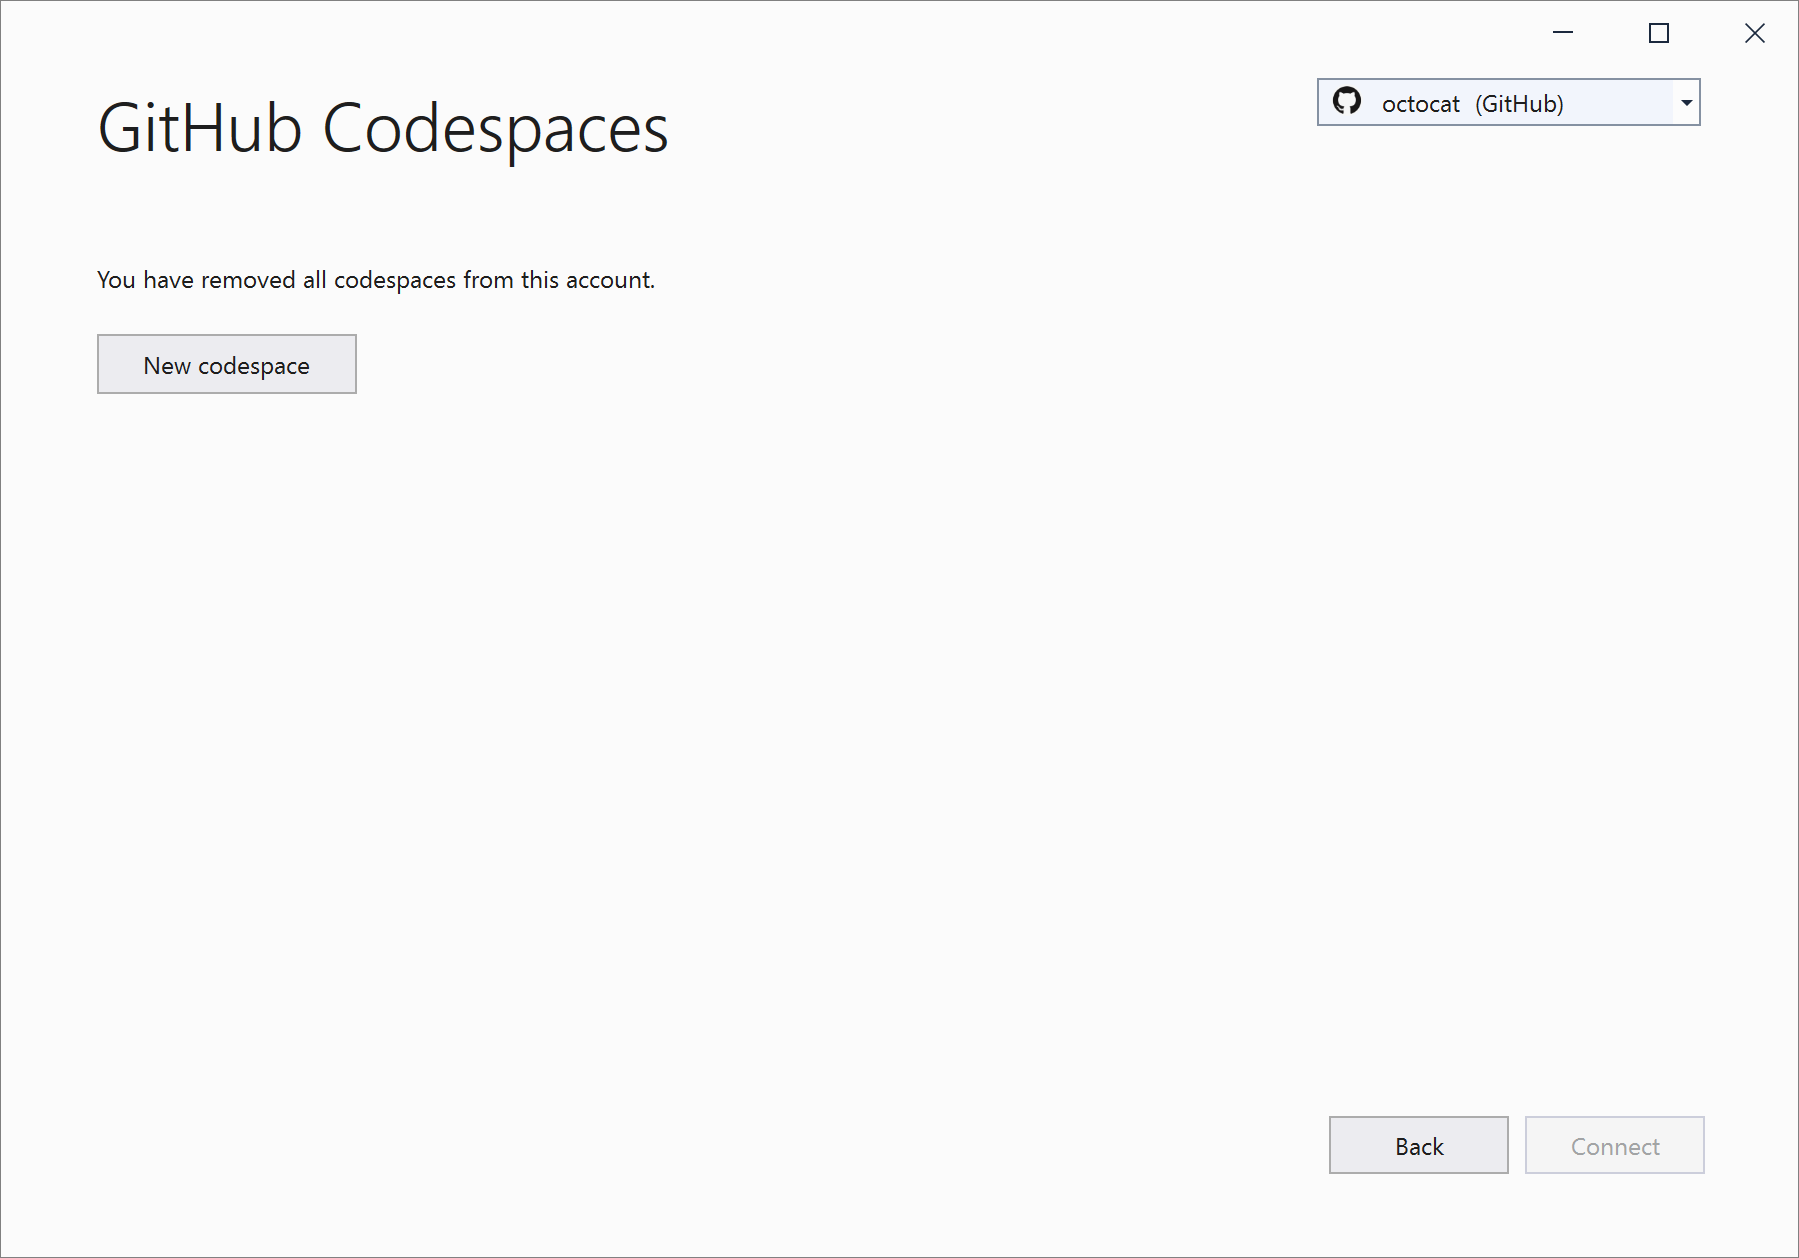 GitHub Codespaces
octocat (GitHub)
You have removed all codespaces from this account.
New codespace
Back
Connect